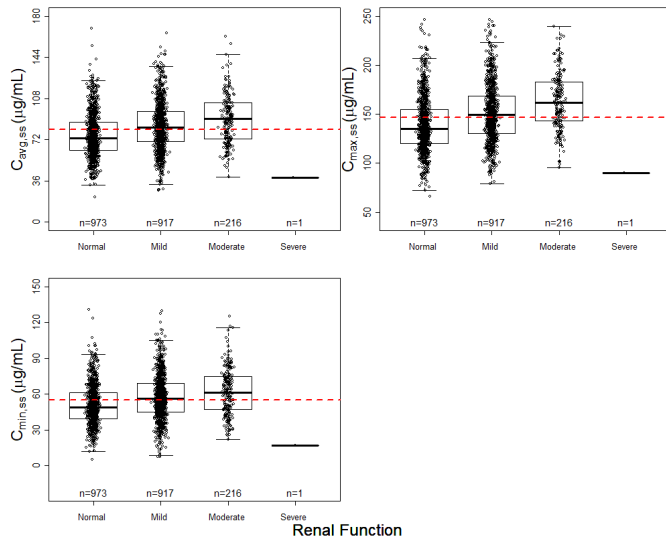 180
144
108
72
36
0
Cavg,ss (µg/mL)
n=973 n=917 n=216 n=1
Normal Mild Moderate Severe
250
200
150
100
50
Cmax,ss (µg/mL)
n=973 n=917 n=216 n=1
Normal Mild Moderate Severe
150
120
90
60
30
0
Cmin,ss (µg/mL)
n=973 n=917 n=216 n=1
Normal Mild Moderate Severe
Renal Function